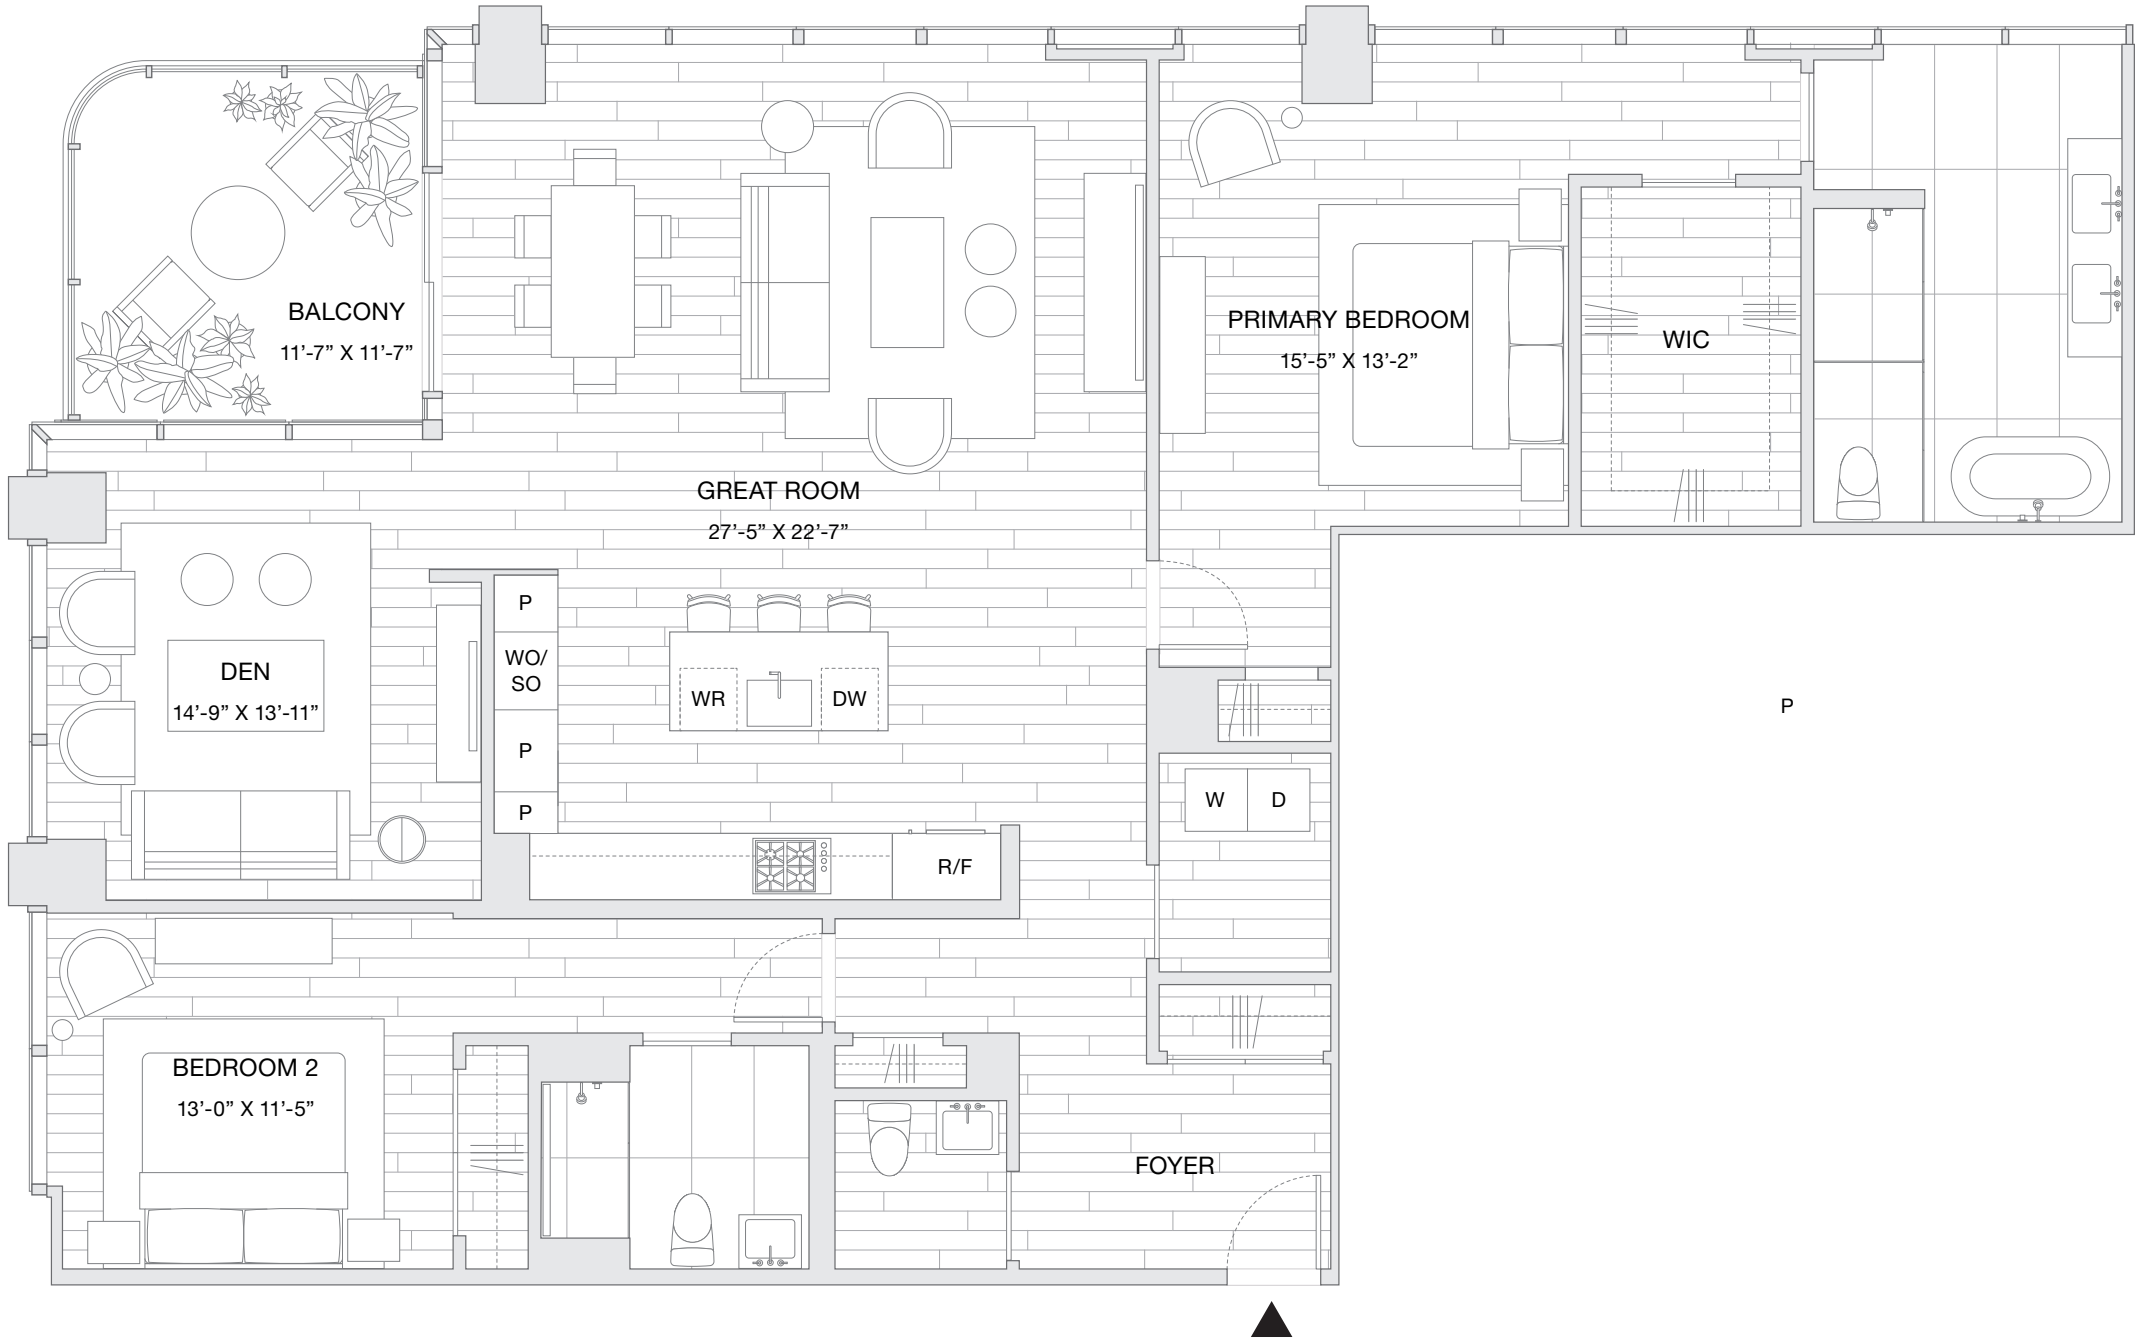 BALCONY
11’-7” X 11’-7”
PRIMARY BEDROOM
15’-5” X 13’-2”
WIC
GREAT ROOM
27’-5” X 22’-7”
DEN
14’-9” X 13’-11”
P
WO/
SO
P
P
WR
DW
R/F
W
D
P
BEDROOM 2
13’-0” X 11’-5”
FOYER